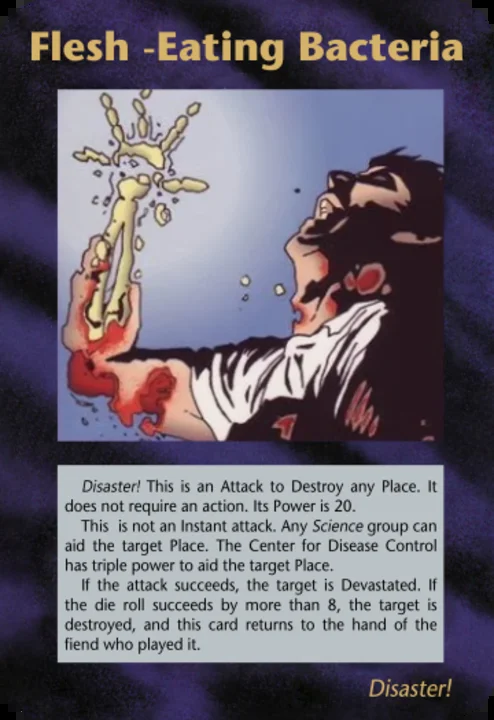 Flesh -Eating Bacteria
Disaster! This is an Attack to Destroy any Place. It
does not require an action. Its Power is 20.
This is not an Instant attack. Any Science group can
aid the target Place. The Center for Disease Control
has triple power to aid the target Place.
If the attack succeeds, the target is Devastated. If
the die roll succeeds by more than 8, the target is
destroyed, and this card returns to the hand of the
fiend who played it.
Disaster!